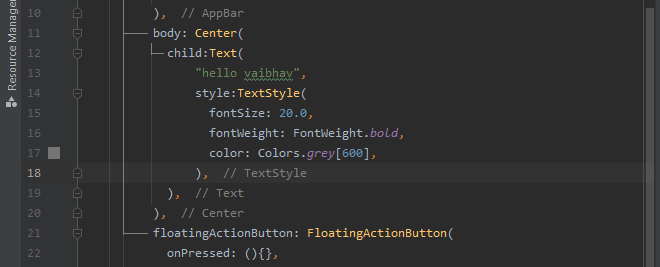 Resource Manager
10 ), // AppBar
11 body: Center(
12 child:Text(
13 "hello vaibhav",
14 style:TextStyle(
15 fontSize: 20.0,
16 fontWeight: FontWeight.bold,
17 color: Colors.grey[600],
18 ), // TextStyle
19 ), // Text
20 ), // Center
21 floatingActionButton: FloatingActionButton(
22 onPressed: (){},